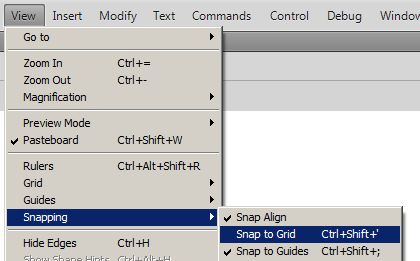 View Insert Modify Text Commands Control Debug Window
Go to
Zoom In Ctrl+=
Zoom Out Ctrl+-
Magnification
Preview Mode
Pasteboard Ctrl+Shift+W
Rulers Ctrl+Alt+Shift+R
Grid
Guides
Snapping
Snap Align
Snap to Grid Ctrl+Shift+'
Hide Edges Ctrl+H
Snap to Guides Ctrl+Shift+;
Show Shape Hints Ctrl+Alt+H